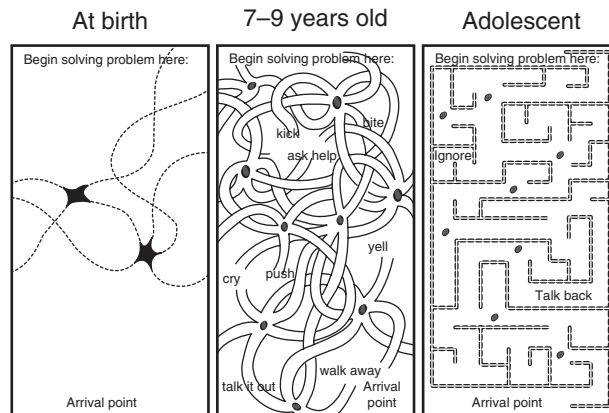 At birth
7–9 years old
Adolescent
Begin solving problem here:
Arrival point
Begin solving problem here:
kick
bite
ask help
yell
cry
push
walk away
talk it out
Arrival
point
Begin solving problem here:
Ignore
Talk back
Arrival point